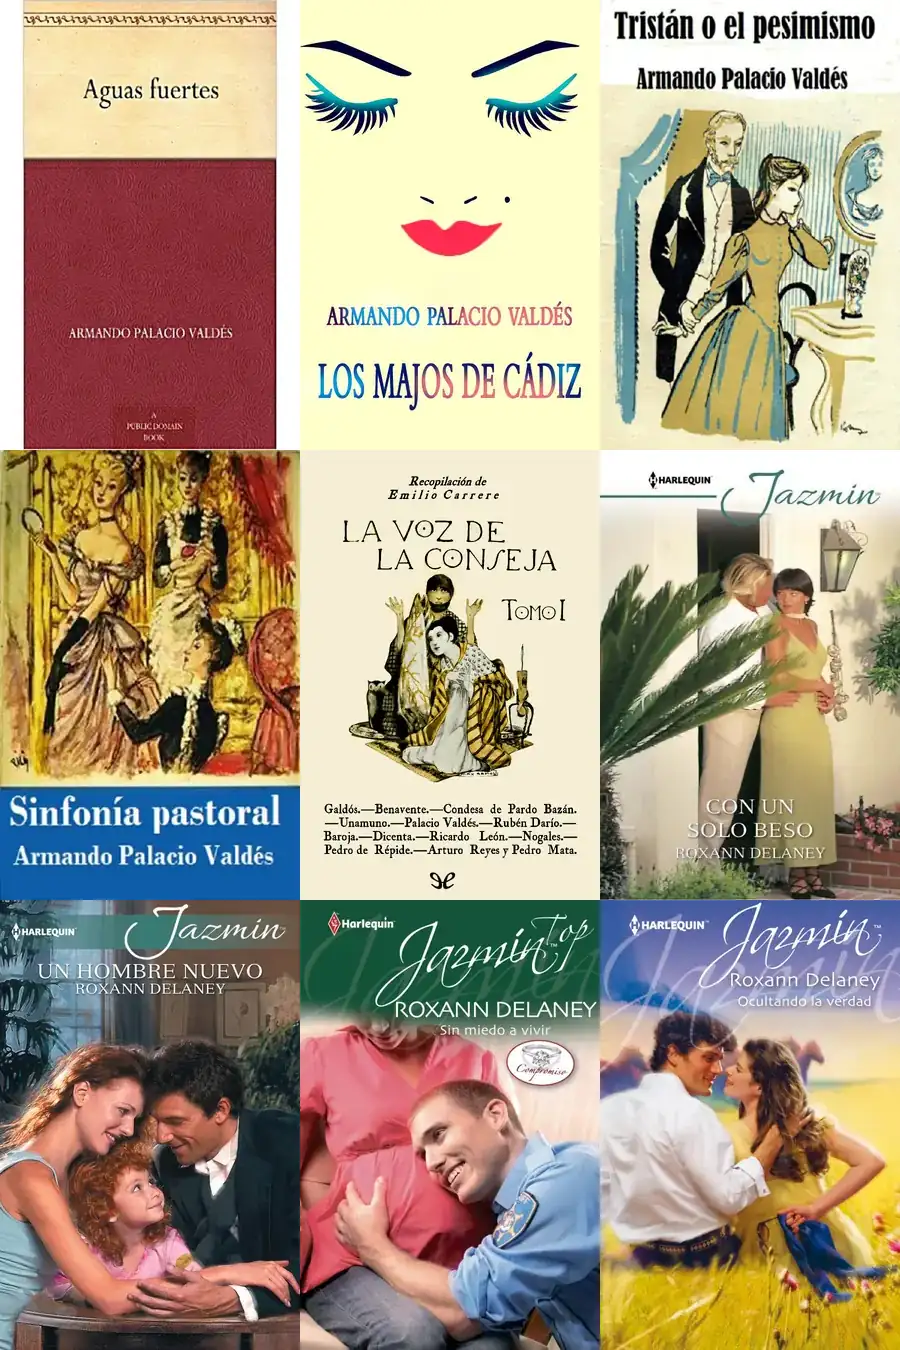 Aguas fuertes
ARMANDO PALACIO VALDÉS
A
PUBLIC DOMAIN
BOOK
ARMANDO PALACIO VALDÉS
LOS MAJOS DE CÁDIZ
Tristán o el pesimismo
Armando Palacio Valdés
Sinfonía pastoral
Armando Palacio Valdés
Recopilación de
Emilio Carrere
LA VOZ DE
LA CONSEJA
TOMO I
Galdós.—Benavente.—Condesa de Pardo Bazán.
—Unamuno.—Palacio Valdés.—Rubén Darío.—
Baroja.—Dicenta.—Ricardo León.—Nogales.—
Pedro de Répide.—Arturo Reyes y Pedro Mata.
HARLEQUIN
Jazmín
CON UN
SOLO BESO
ROXANN DELANEY
HARLEQUIN
Jazmín
UN HOMBRE NUEVO
ROXANN DELANEY
Harlequin
Jazmín TOP
ROXANN DELANEY
Sin miedo a vivir
Compromiso
HARLEQUIN
Jazmín
Roxann Delaney
Ocultando la verdad